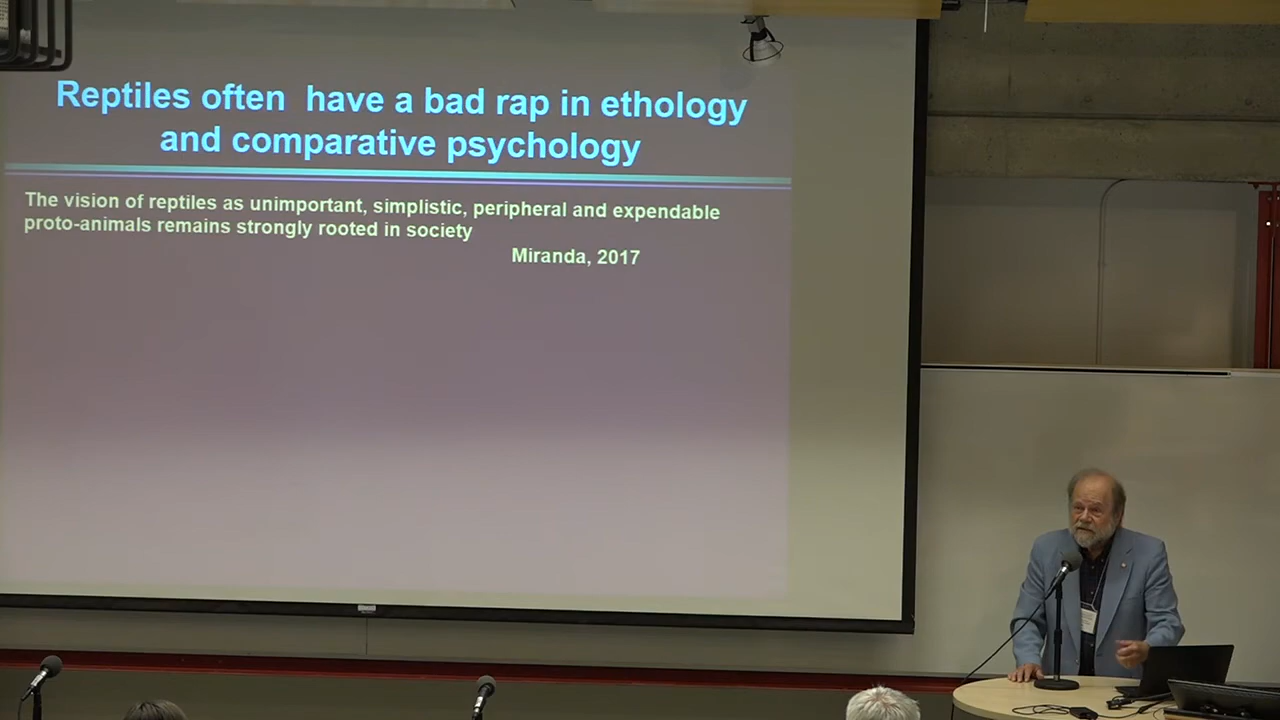 Reptiles often  have a bad rap in ethology
and comparative psychology
The vision of reptiles as unimportant, simplistic, peripheral and expendable
proto-animals remains strongly rooted in society
Miranda, 2017